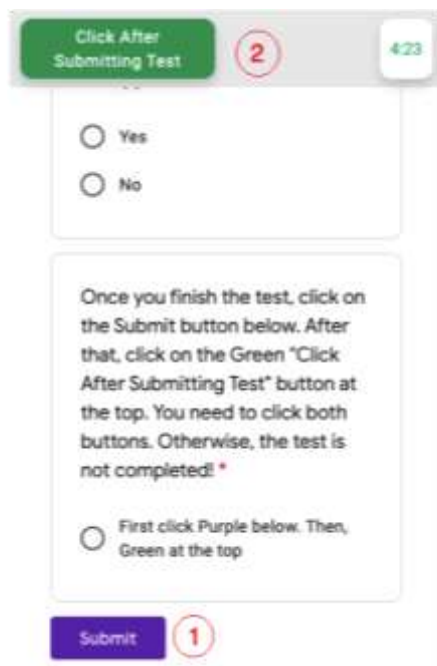 Click After
Submitting Test
2
4:23
Yes
No
Once you finish the test, click on
the Submit button below. After
that, click on the Green "Click
After Submitting Test" button at
the top. You need to click both
buttons. Otherwise, the test is
not completed! *
First click Purple below. Then,
Green at the top
Submit
1